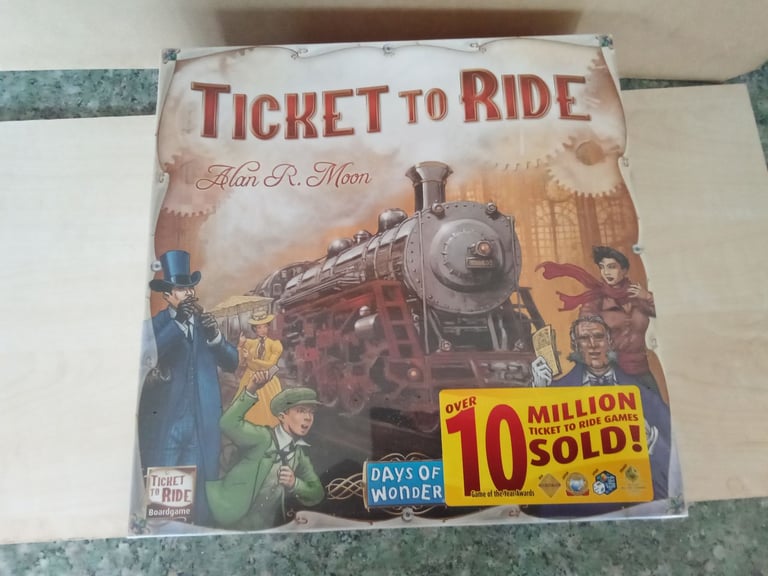 TICKET TO RIDE
Alan R. Moon
OVER
10 MILLION
TICKET TO RIDE GAMES
SOLD!
Game of the Year Awards
DAYS OF
WONDER
TICKET
TO RIDE
Boardgame